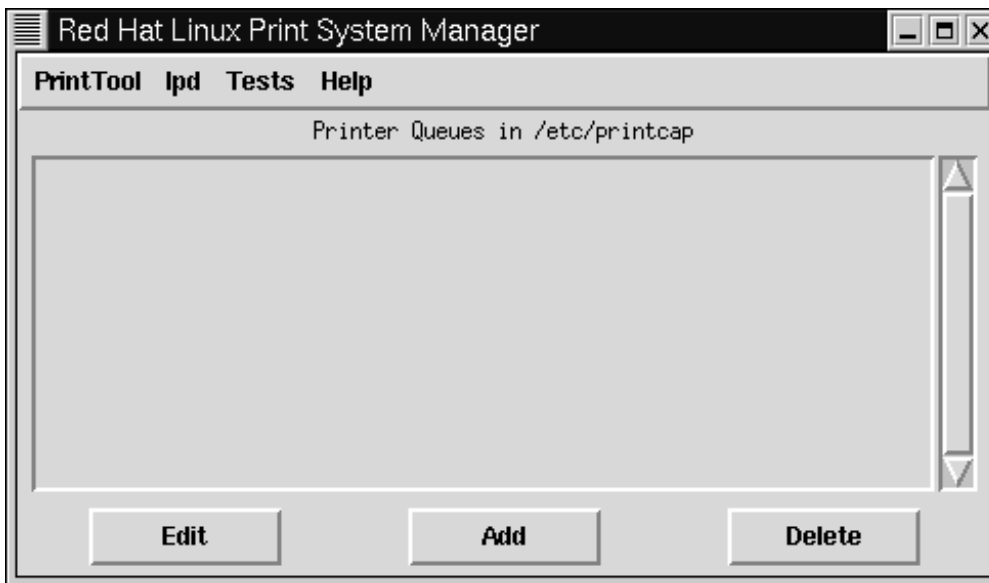 Red Hat Linux Print System Manager
PrintTool lpd Tests Help
Printer Queues in /etc/printcap
Edit Add Delete